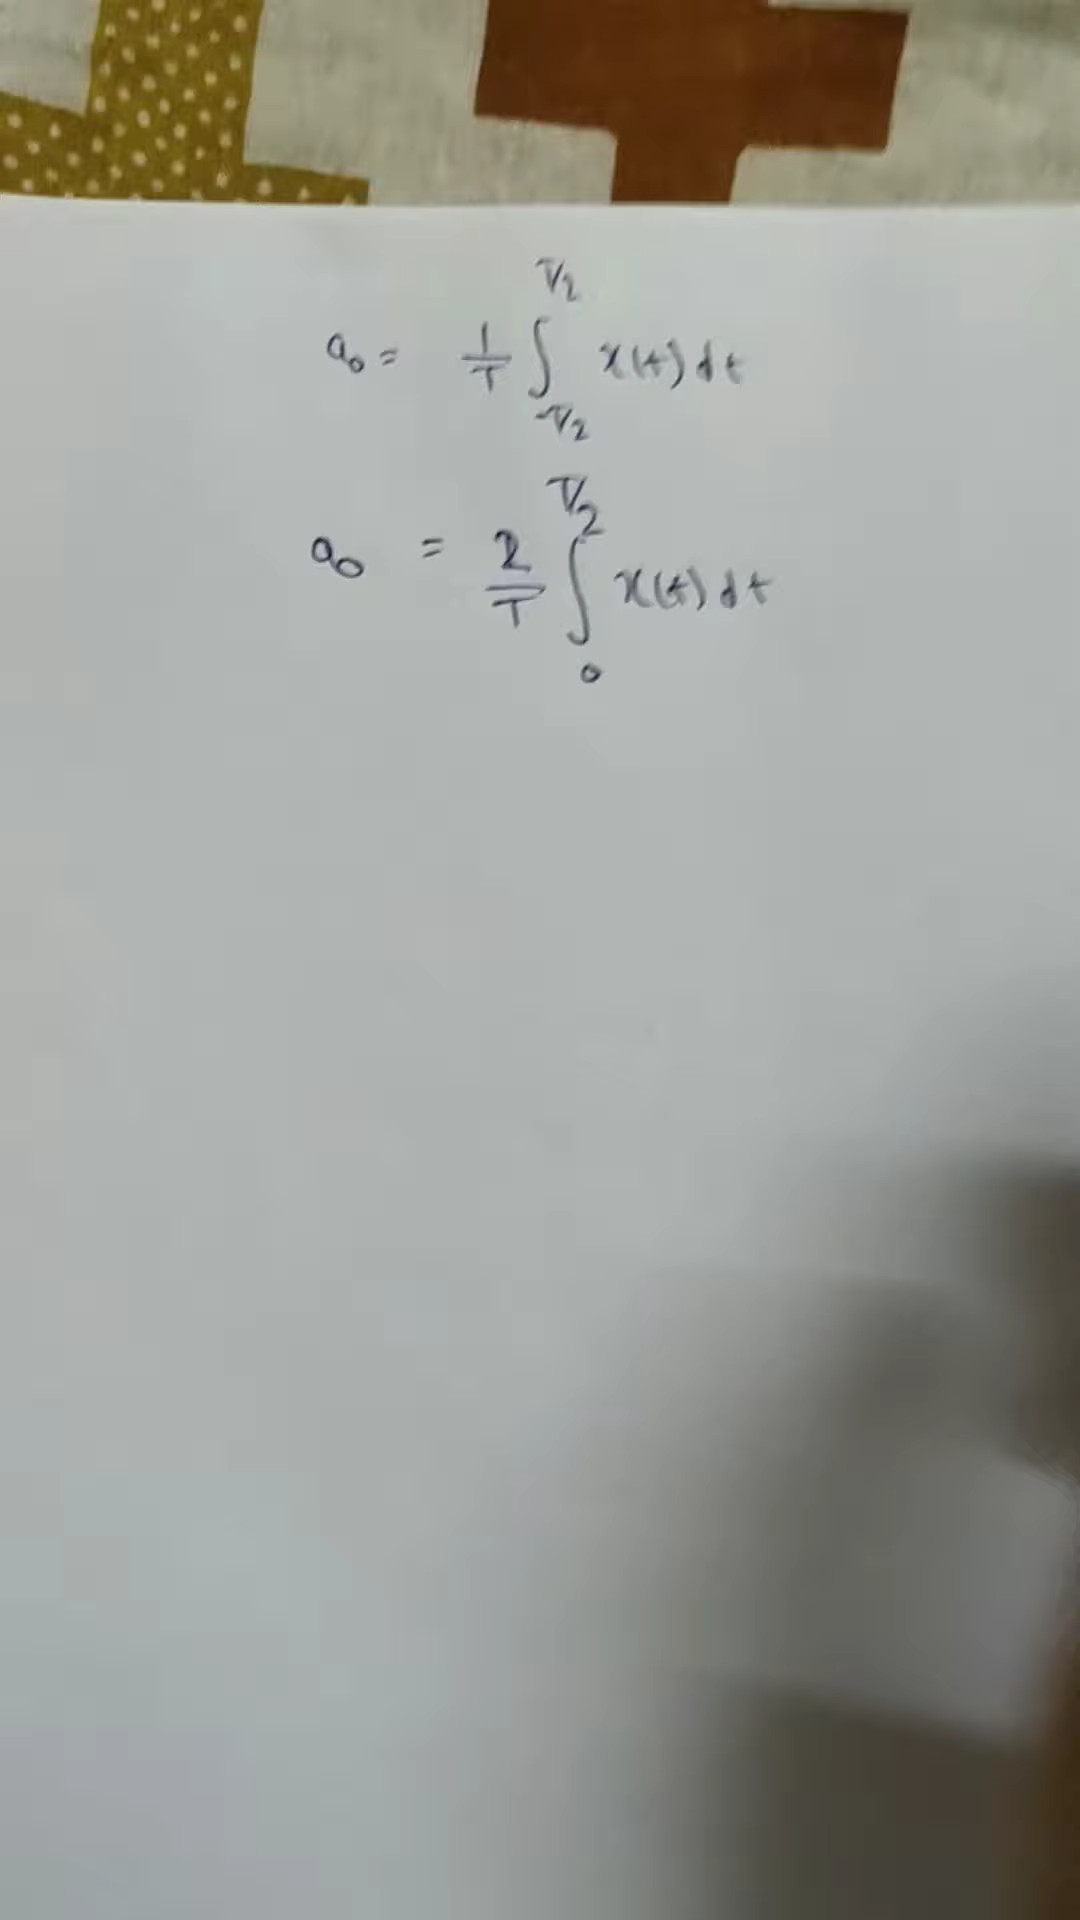 a₀ = 1/T ∫_{-T/2}^{T/2} x(t) dt
a₀ = 2/T ∫_{0}^{T/2} x(t) dt